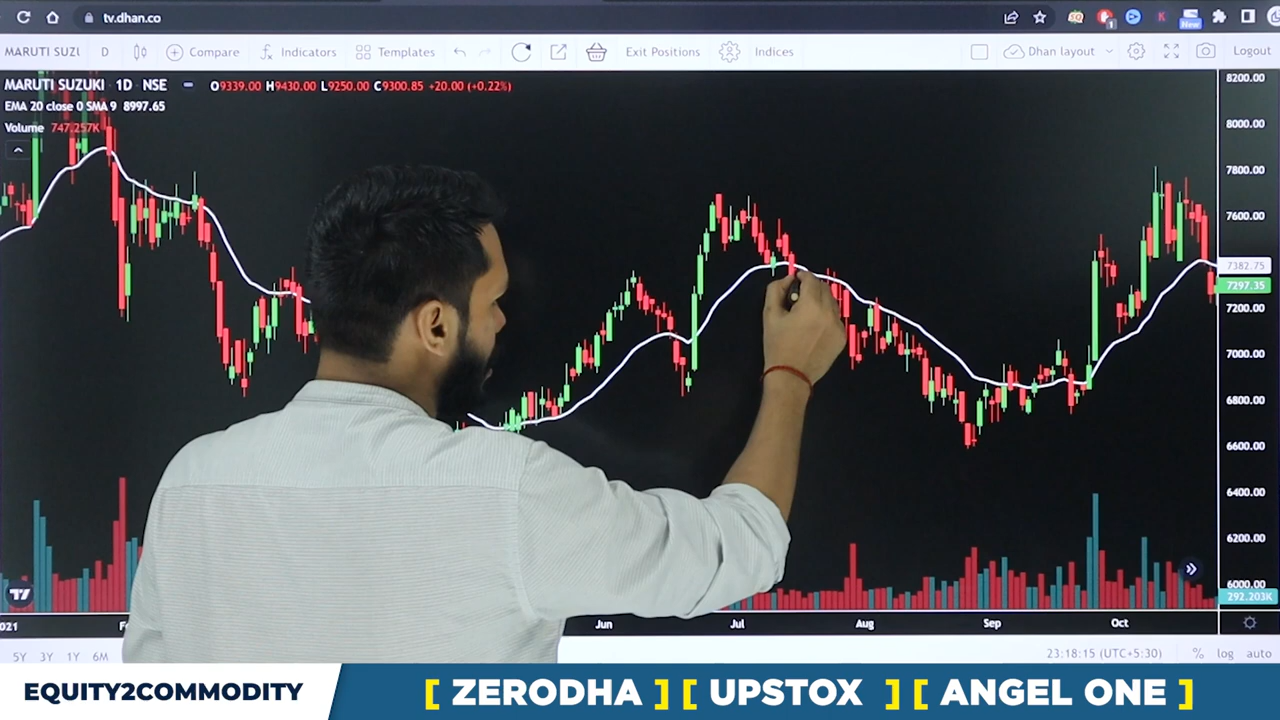 tv.dhan.co
New
1
MARUTI SUZI D Compare Indicators Templates Exit Positions Indices Dhan layout Logout
MARUTI SUZUKI 1D NSE O9339.00 H9430.00 L9250.00 C9300.85 +20.00 (+0.22%)
EMA 20 close 0 SMA 9 8997.65
Volume 747.257K
8200.00
8000.00
7800.00
7600.00
7382.75
7297.35
7200.00
7000.00
6800.00
6600.00
6400.00
6200.00
6000.00
292.203K
2021 Jun Jul Aug Sep Oct
5Y 3Y 1Y 6M 23:18:15 (UTC+5:30) % log auto
EQUITY2COMMODITY [ ZERODHA ] [ UPSTOX ] [ ANGEL ONE ]